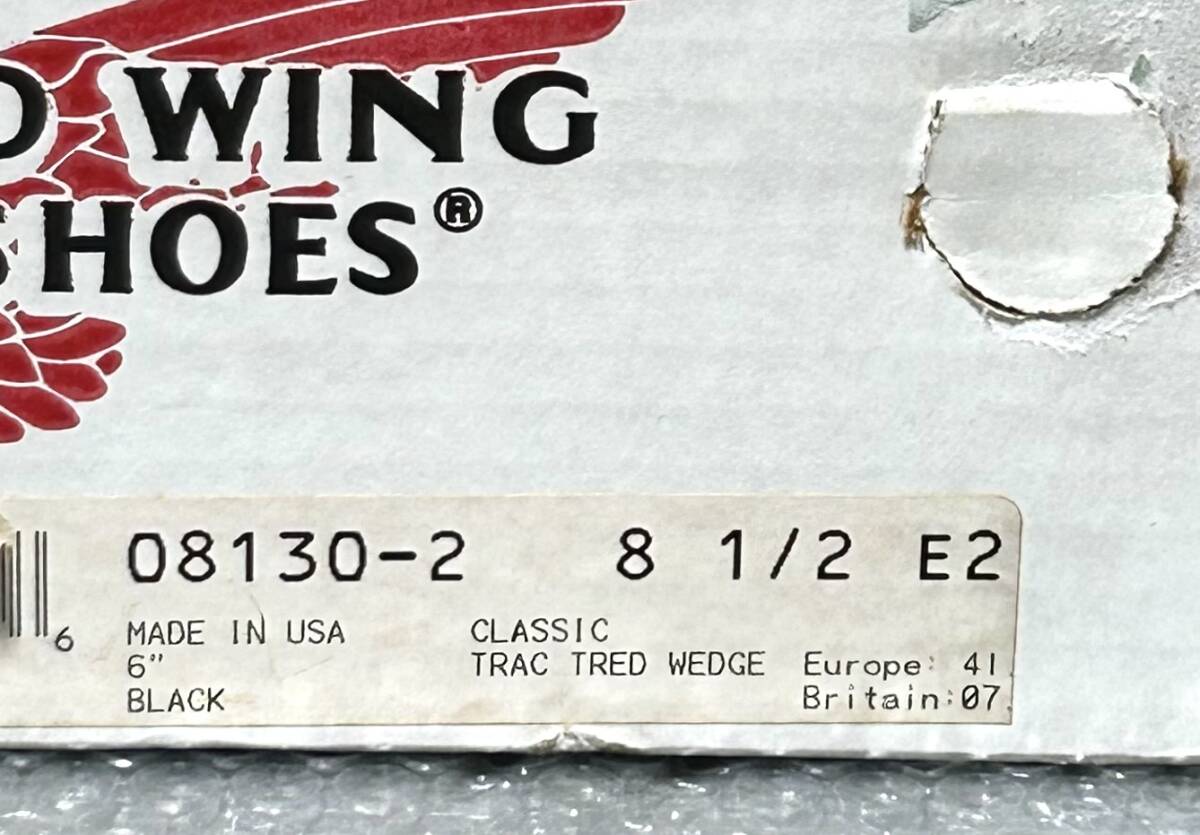 D WING
SHOES®
08130-2 8 1/2 E2
6
MADE IN USA CLASSIC
6" TRAC TRED WEDGE Europe: 41
BLACK Britain:07